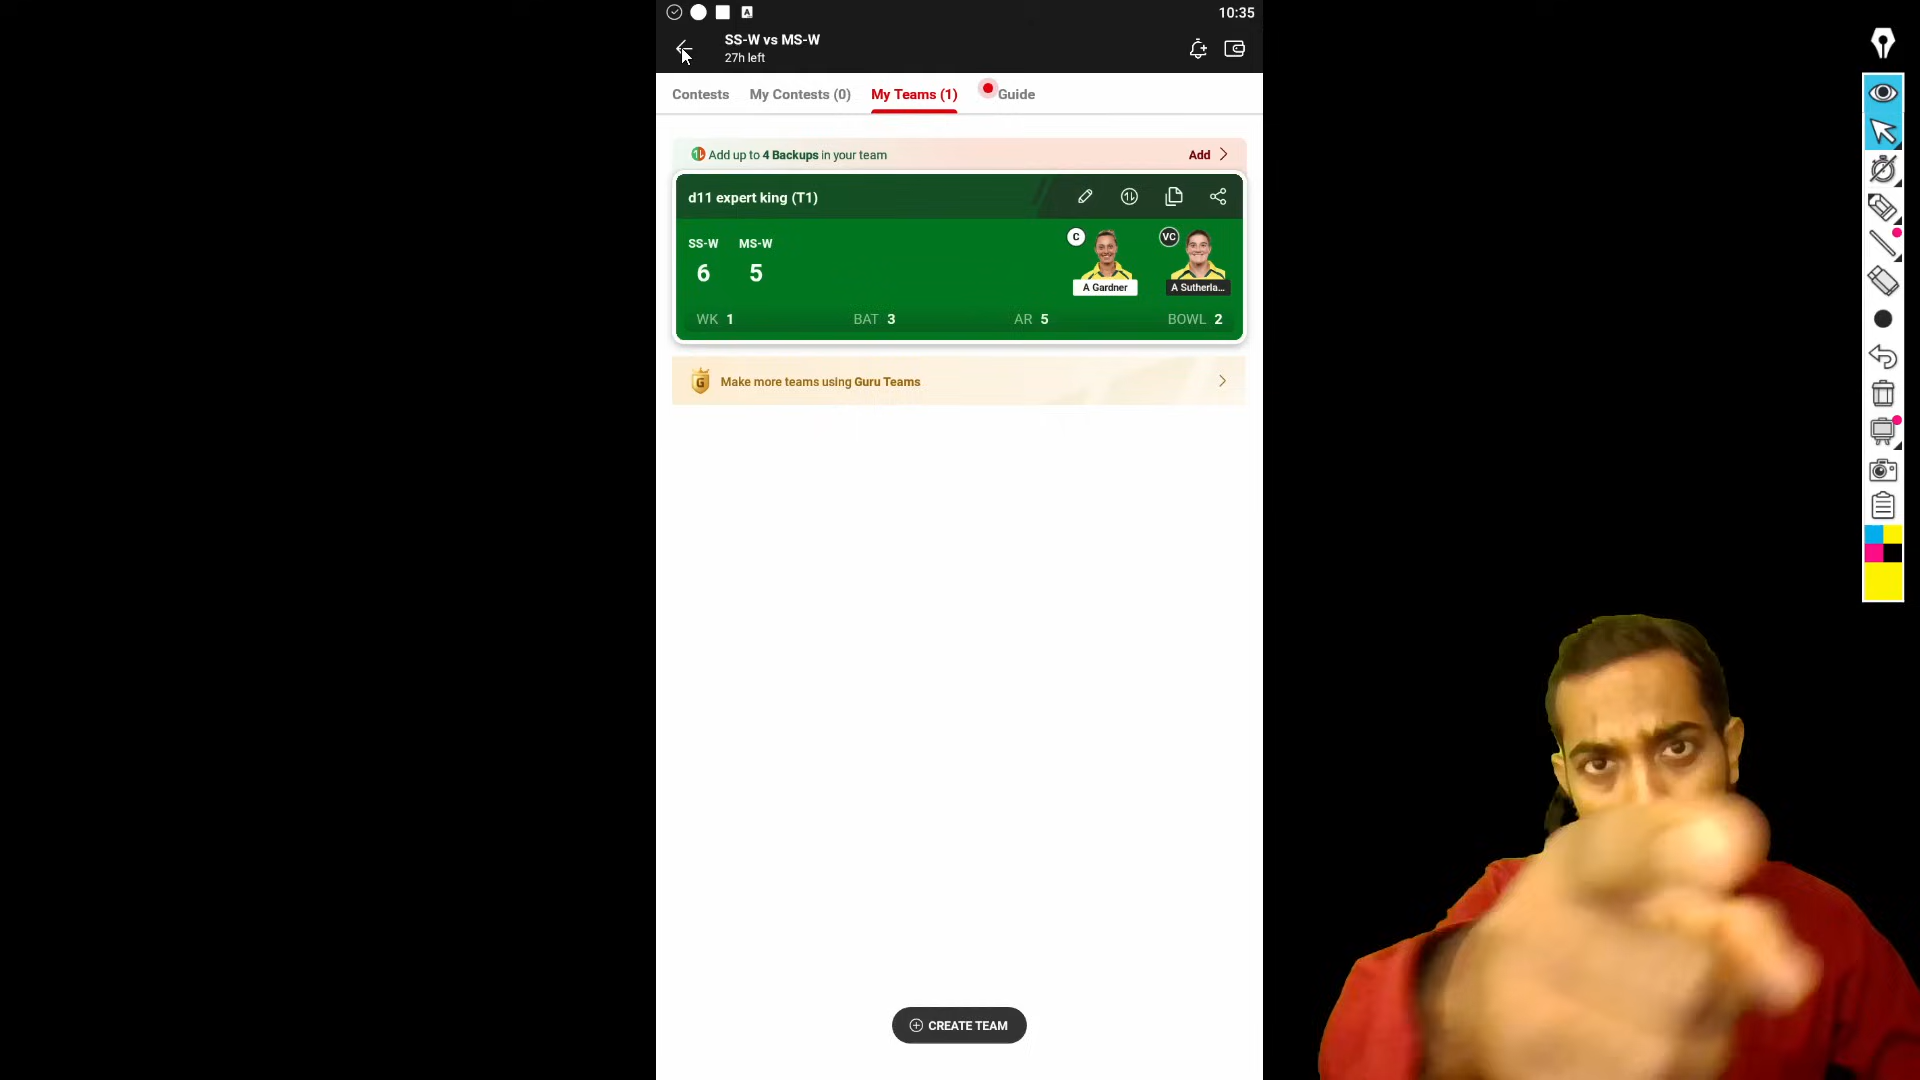 A
10:35
SS-W vs MS-W
27h left
Contests
My Contests (0)
My Teams (1)
Guide
Add up to 4 Backups in your team
Add
d11 expert king (T1)
SS-W
MS-W
6
5
C
VC
A Gardner
A Sutherla...
WK 1
BAT 3
AR 5
BOWL 2
G
Make more teams using Guru Teams
CREATE TEAM